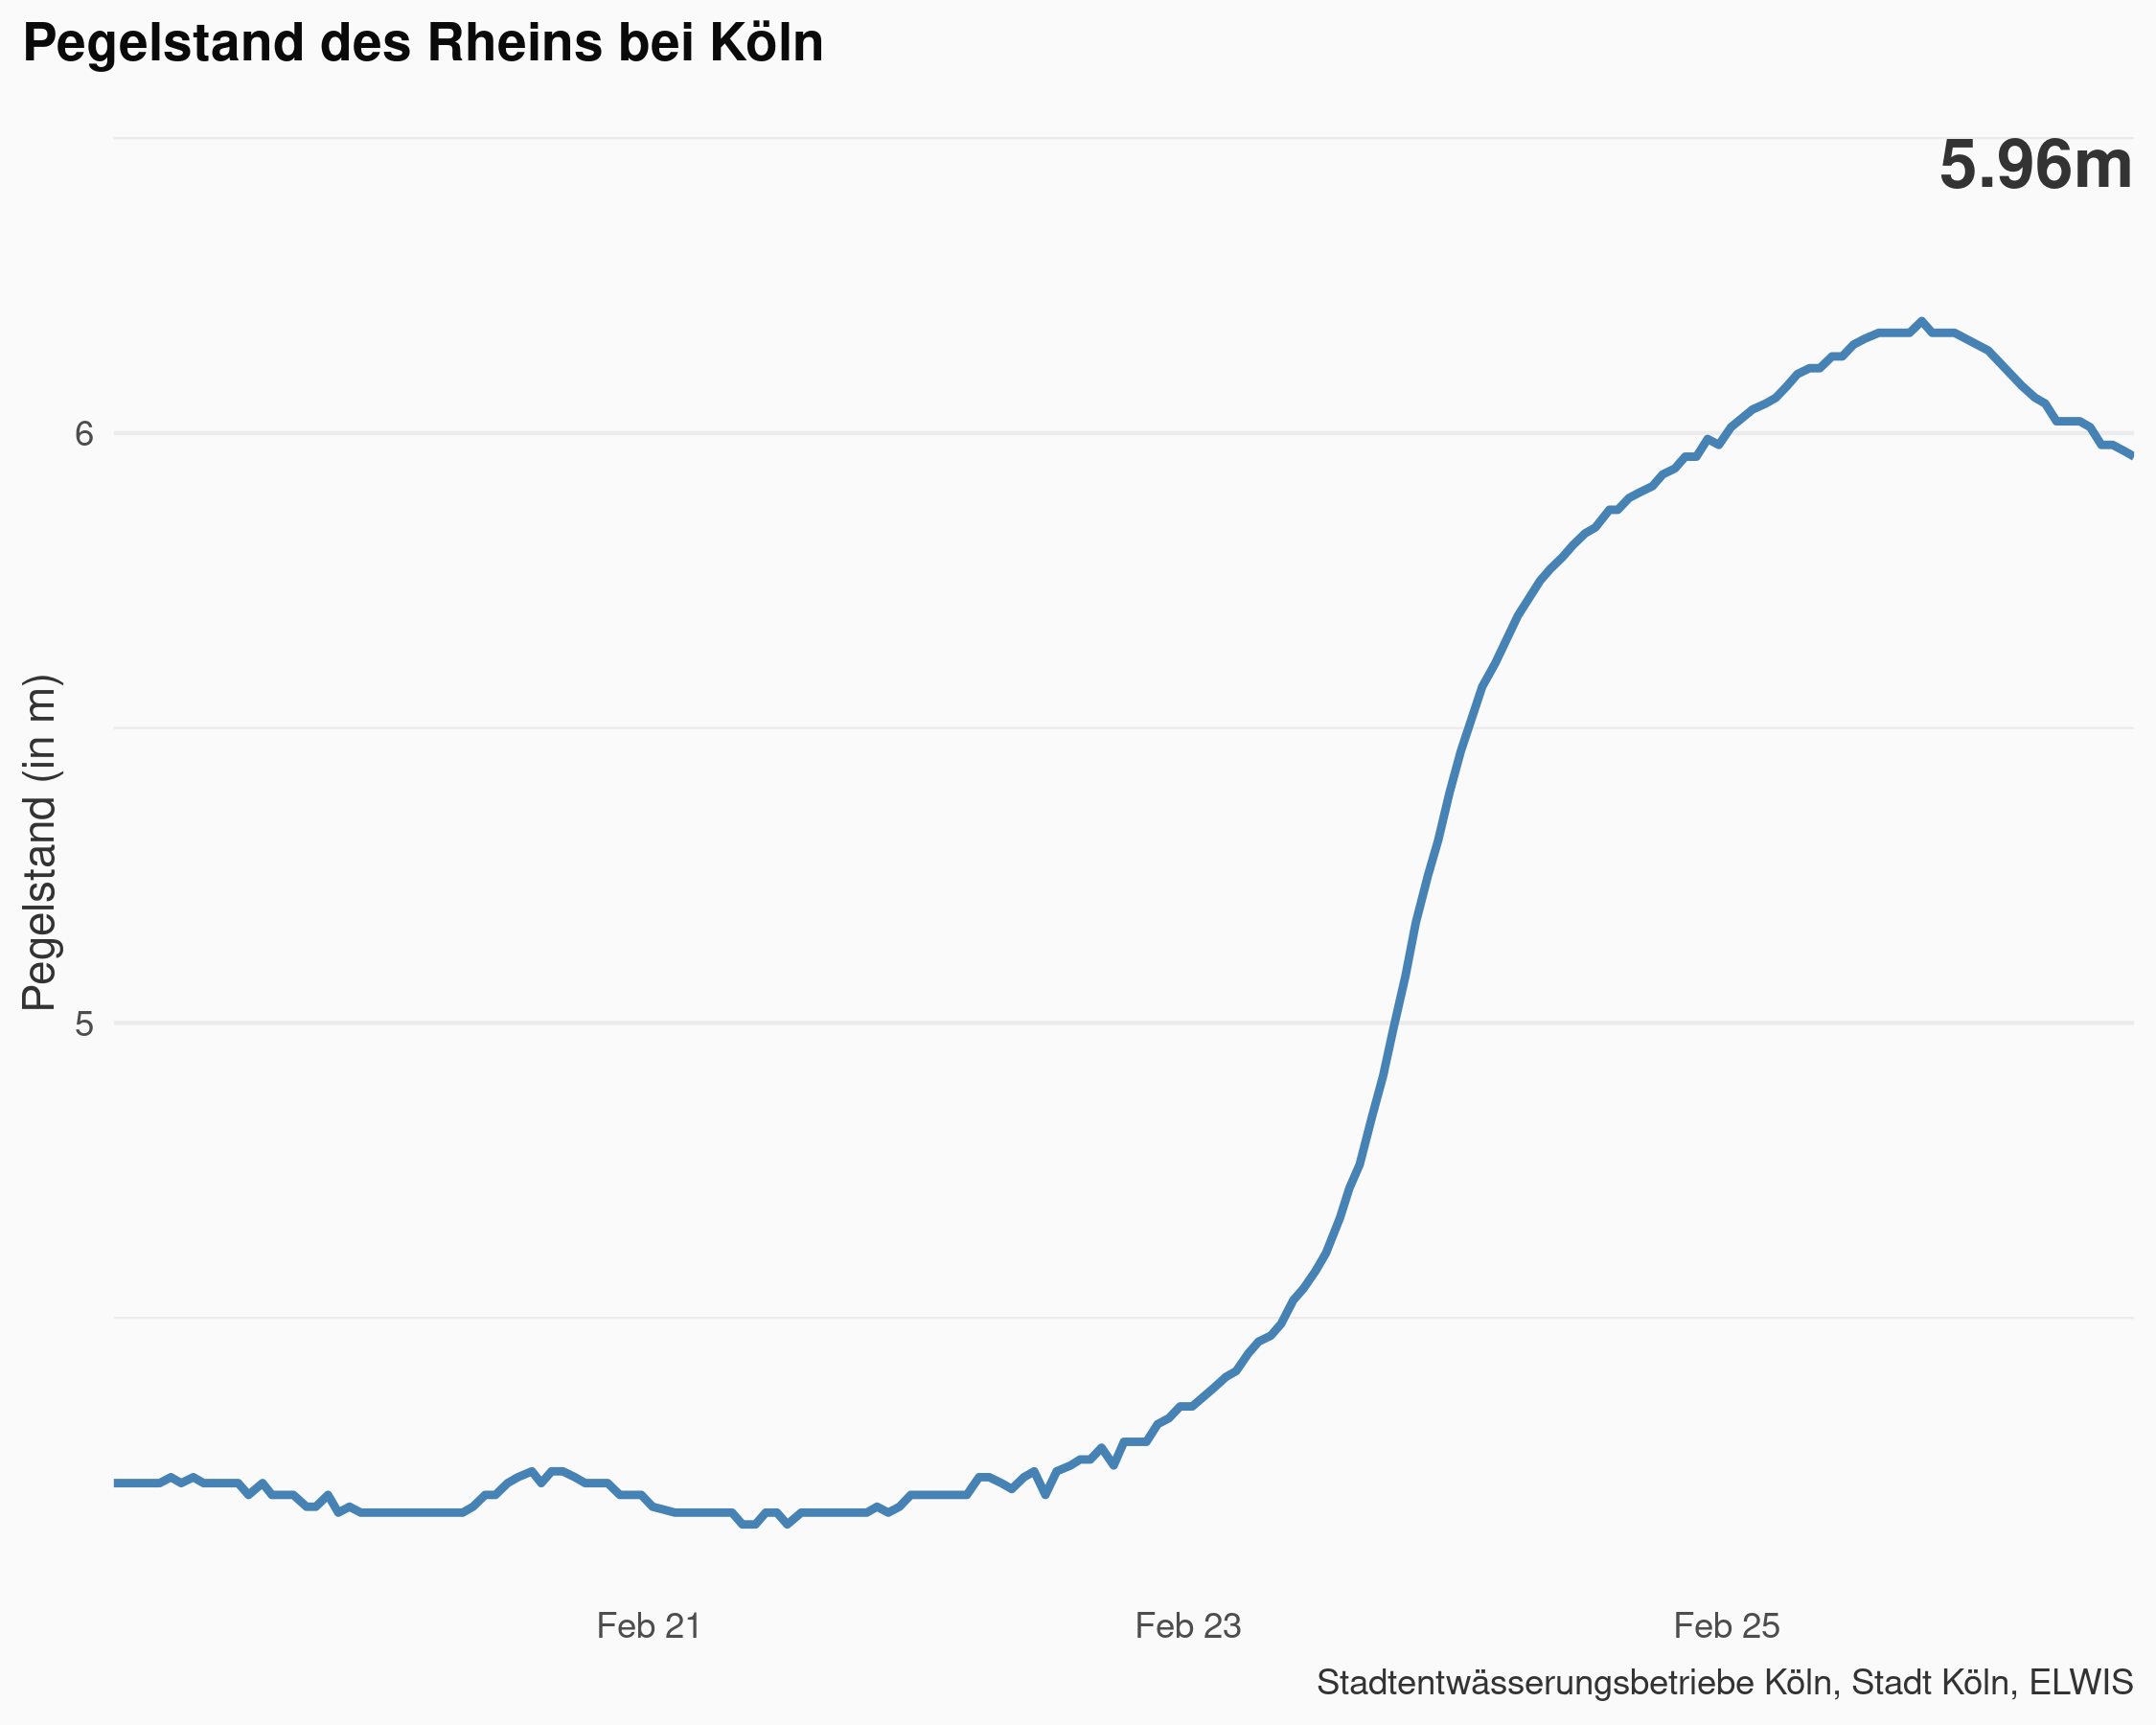 Pegelstand des Rheins bei Köln
5.96m
Pegelstand (in m)
6
5
Feb 21
Feb 23
Feb 25
Stadtentwässerungsbetriebe Köln, Stadt Köln, ELWIS